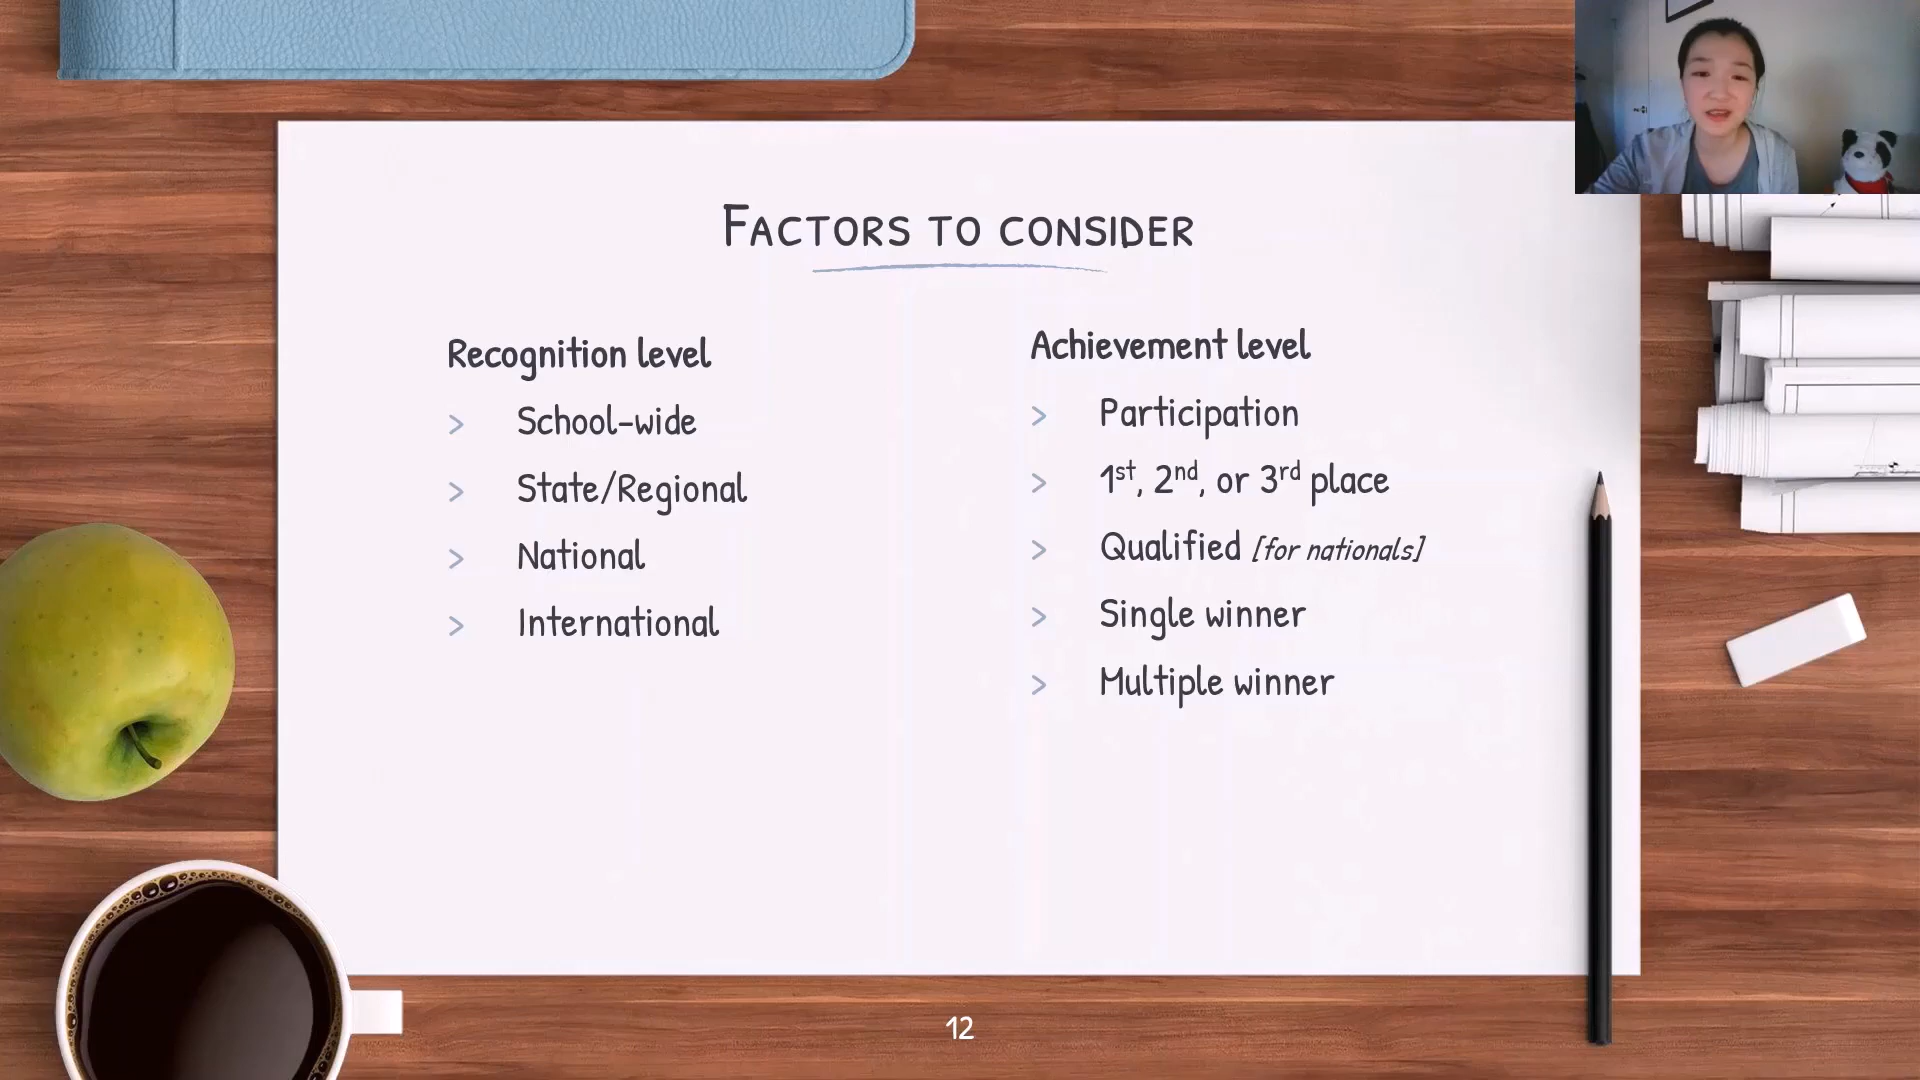 Factors to consider
Recognition level
> School-wide
> State/Regional
> National
> International
Achievement level
> Participation
> 1st, 2nd, or 3rd place
> Qualified [for nationals]
> Single winner
> Multiple winner
12